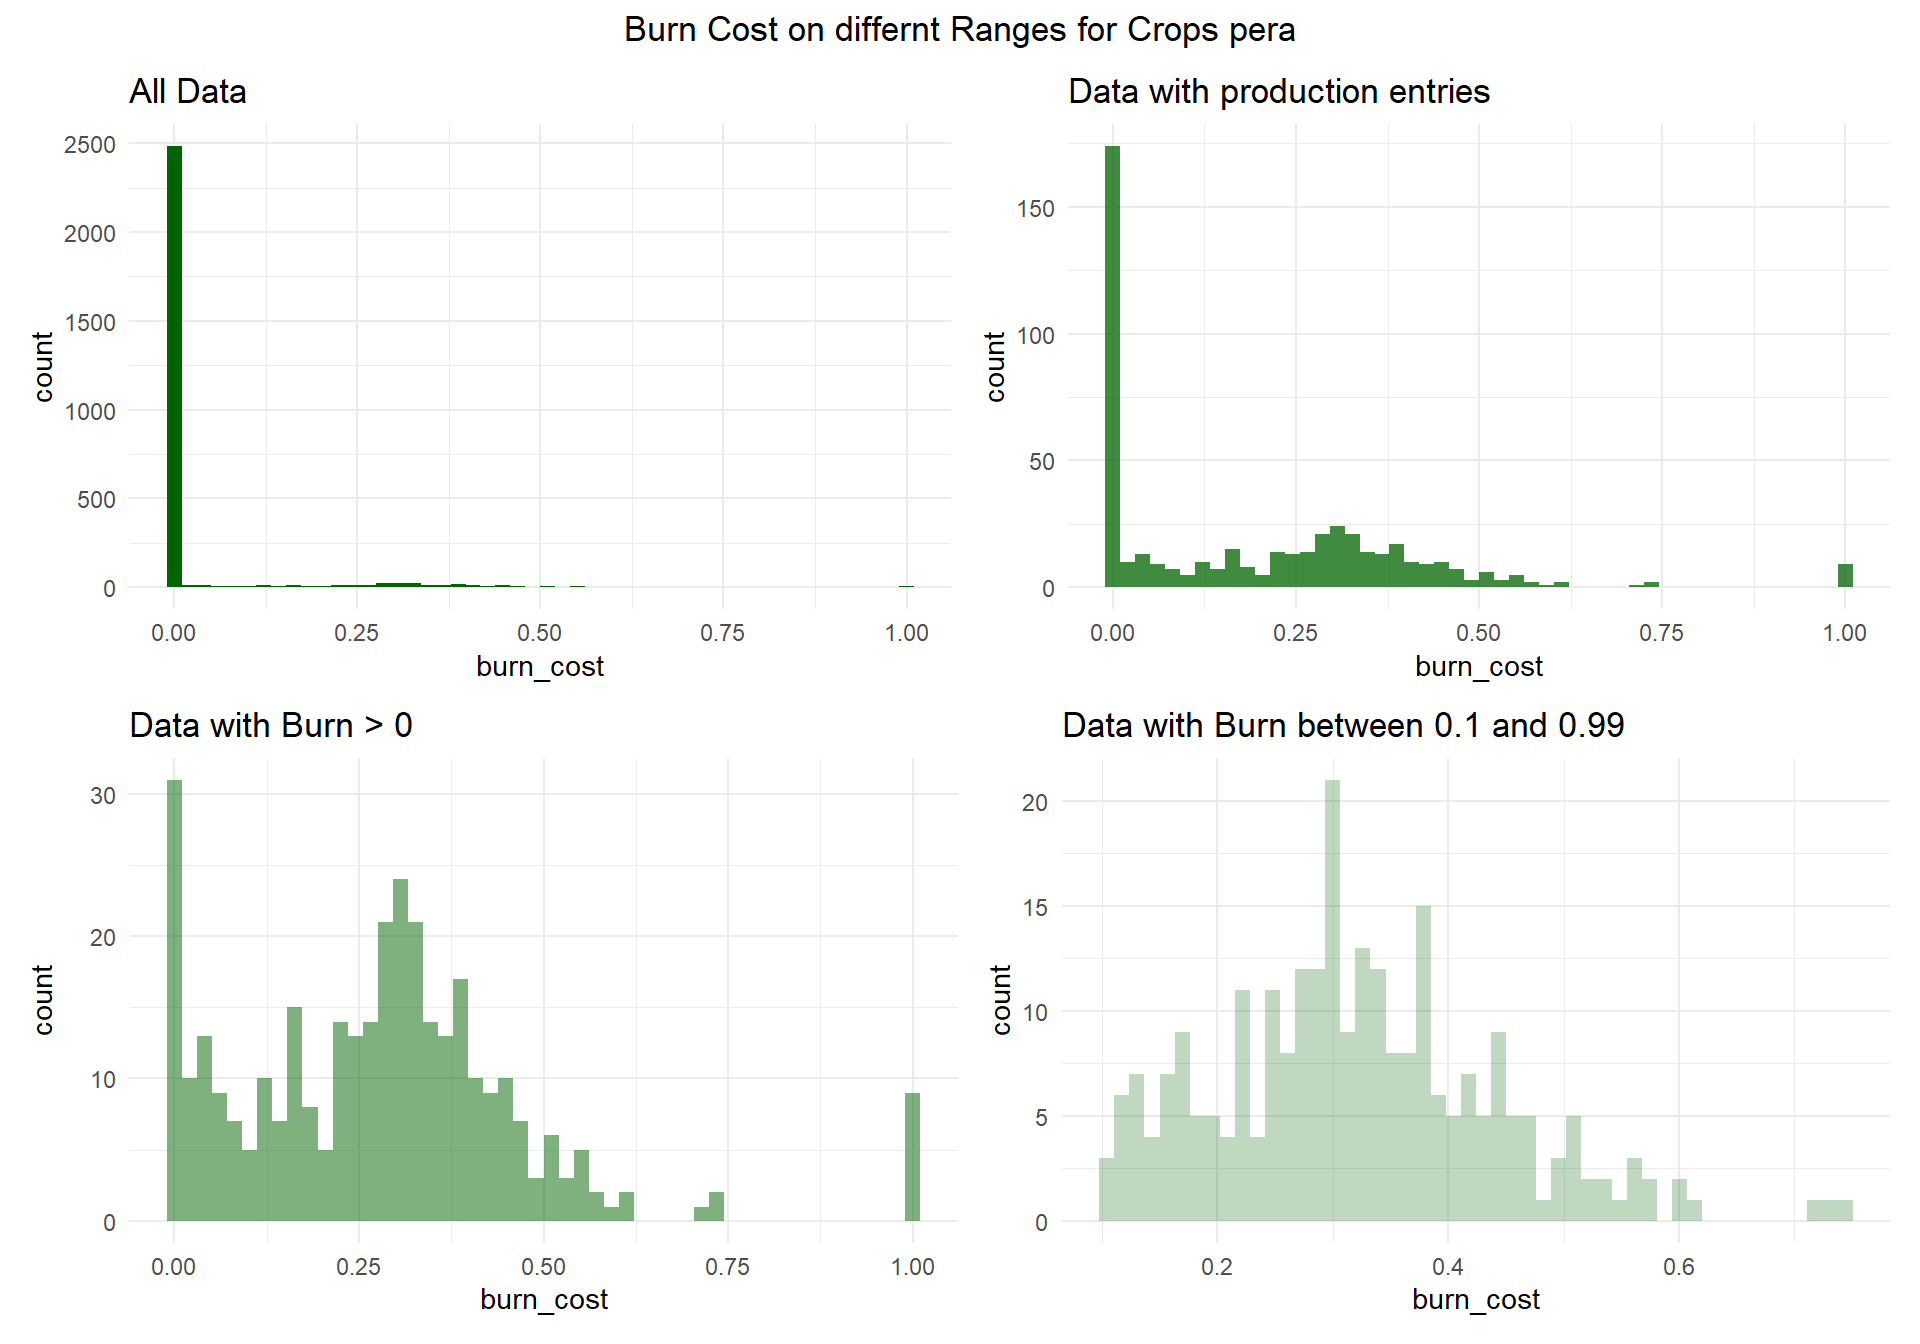 Burn Cost on differnt Ranges for Crops pera
All Data
2500
2000
1500
1000
500
0
count
0.00 0.25 0.50 0.75 1.00
burn_cost
Data with production entries
150
100
50
0
count
0.00 0.25 0.50 0.75 1.00
burn_cost
Data with Burn > 0
30
20
10
0
count
0.00 0.25 0.50 0.75 1.00
burn_cost
Data with Burn between 0.1 and 0.99
20
15
10
5
0
count
0.2 0.4 0.6
burn_cost